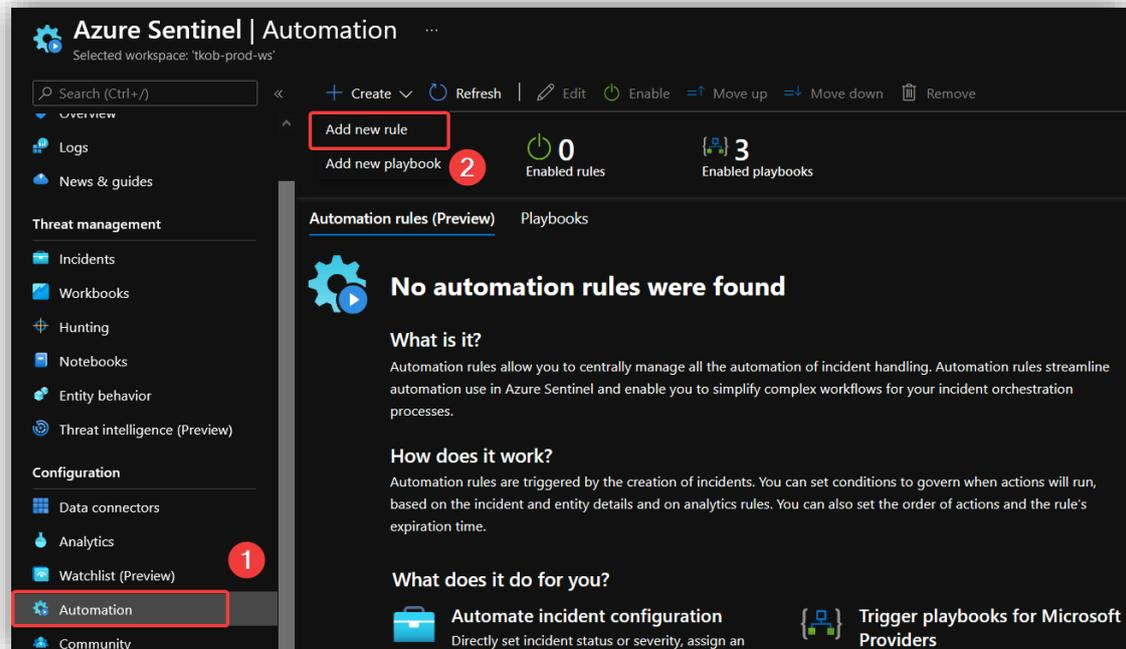 Azure Sentinel | Automation ...
Selected workspace: 'tkob-prod-ws'
Search (Ctrl+/)
«
Create
Refresh
Edit
Enable
Move up
Move down
Remove
Overview
Logs
News & guides
Threat management
Incidents
Workbooks
Hunting
Notebooks
Entity behavior
Threat intelligence (Preview)
Configuration
Data connectors
Analytics
Watchlist (Preview)
1
Automation
Community
Add new rule
Add new playbook
2
0
Enabled rules
3
Enabled playbooks
Automation rules (Preview)
Playbooks
No automation rules were found
What is it?
Automation rules allow you to centrally manage all the automation of incident handling. Automation rules streamline
automation use in Azure Sentinel and enable you to simplify complex workflows for your incident orchestration
processes.
How does it work?
Automation rules are triggered by the creation of incidents. You can set conditions to govern when actions will run,
based on the incident and entity details and on analytics rules. You can also set the order of actions and the rule's
expiration time.
What does it do for you?
Automate incident configuration
Directly set incident status or severity, assign an
Trigger playbooks for Microsoft
Providers